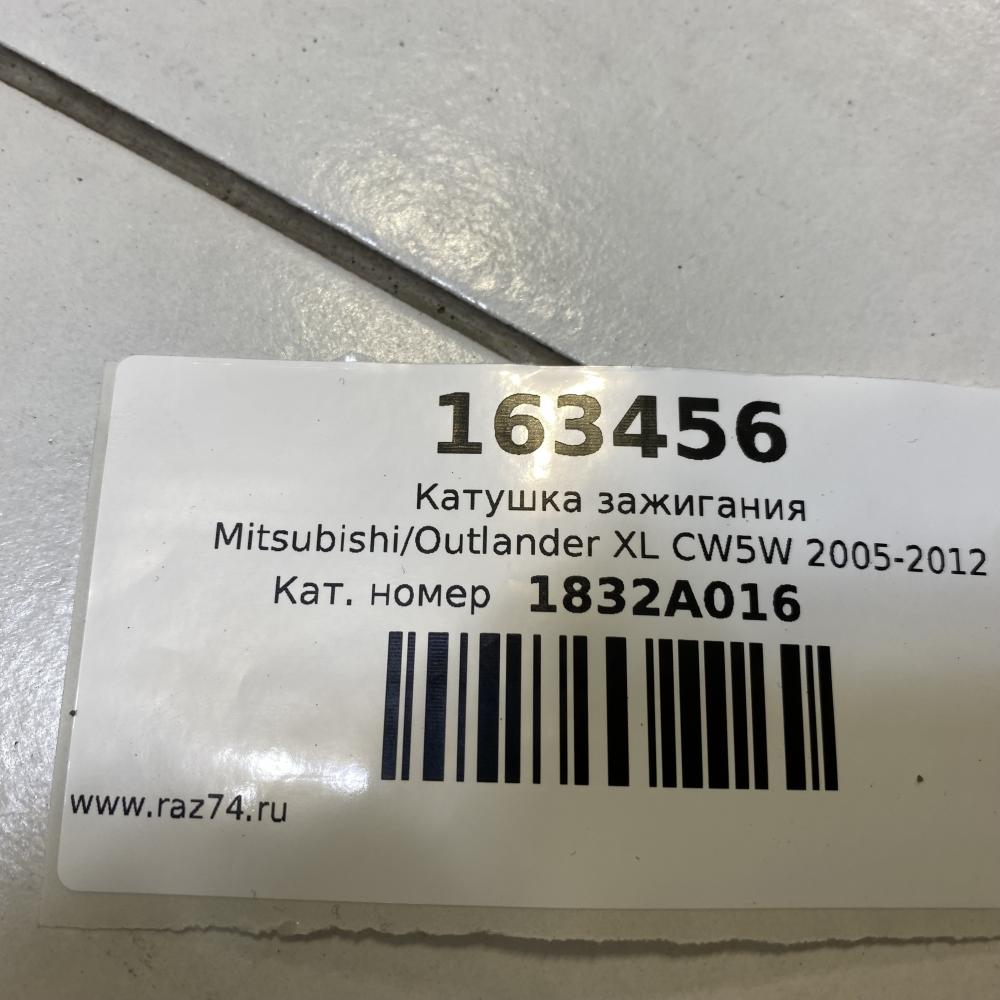 163456
Катушка зажигания
Mitsubishi/Outlander XL CW5W 2005-2012
Кат. номер 1832A016
www.raz74.ru